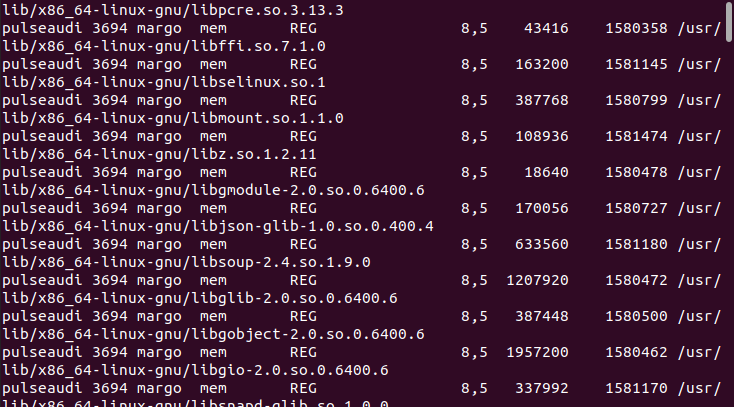 lib/x86_64-linux-gnu/libpcre.so.3.13.3
pulseaudi 3694 margo  mem       REG                8,5    43416    1580358 /usr/
lib/x86_64-linux-gnu/libffi.so.7.1.0
pulseaudi 3694 margo  mem       REG                8,5   163200    1581145 /usr/
lib/x86_64-linux-gnu/libselinux.so.1
pulseaudi 3694 margo  mem       REG                8,5   387768    1580799 /usr/
lib/x86_64-linux-gnu/libmount.so.1.1.0
pulseaudi 3694 margo  mem       REG                8,5   108936    1581474 /usr/
lib/x86_64-linux-gnu/libz.so.1.2.11
pulseaudi 3694 margo  mem       REG                8,5    18640    1580478 /usr/
lib/x86_64-linux-gnu/libgmodule-2.0.so.0.6400.6
pulseaudi 3694 margo  mem       REG                8,5   170056    1580727 /usr/
lib/x86_64-linux-gnu/libjson-glib-1.0.so.0.400.4
pulseaudi 3694 margo  mem       REG                8,5   633560    1581180 /usr/
lib/x86_64-linux-gnu/libsoup-2.4.so.1.9.0
pulseaudi 3694 margo  mem       REG                8,5  1207920    1580472 /usr/
lib/x86_64-linux-gnu/libglib-2.0.so.0.6400.6
pulseaudi 3694 margo  mem       REG                8,5   387448    1580500 /usr/
lib/x86_64-linux-gnu/libgobject-2.0.so.0.6400.6
pulseaudi 3694 margo  mem       REG                8,5  1957200    1580462 /usr/
lib/x86_64-linux-gnu/libgio-2.0.so.0.6400.6
pulseaudi 3694 margo  mem       REG                8,5   337992    1581170 /usr/
lib/x86_64-linux-gnu/libsnapd-glib.so.1.0.0